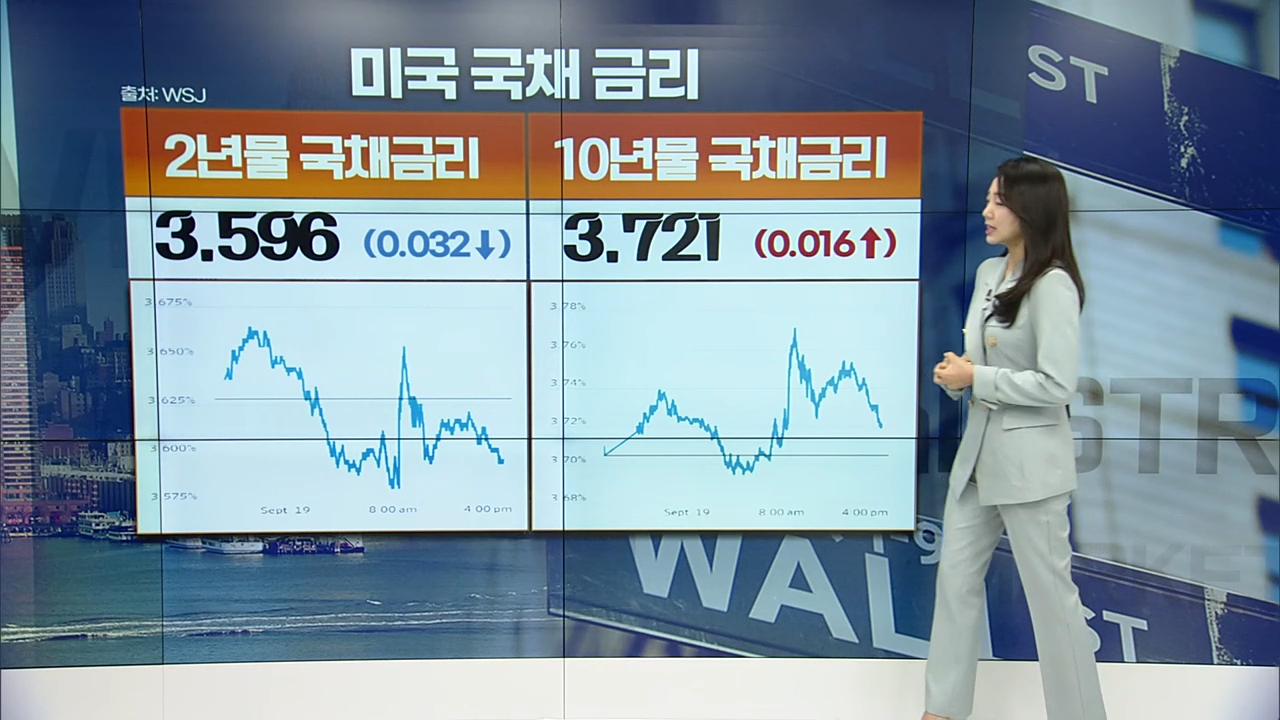 미국 국채 금리
출처: WSJ
2년물 국채금리
10년물 국채금리
3.596 (0.032↓)
3.721 (0.016↑)
3.675%
3.650%
3.625%
3.600%
3.575%
Sept. 19 8:00 am 4:00 pm
3.78%
3.76%
3.74%
3.72%
3.70%
3.68%
Sept. 19 8:00 am 4:00 pm
ST
STR
WALL
ST